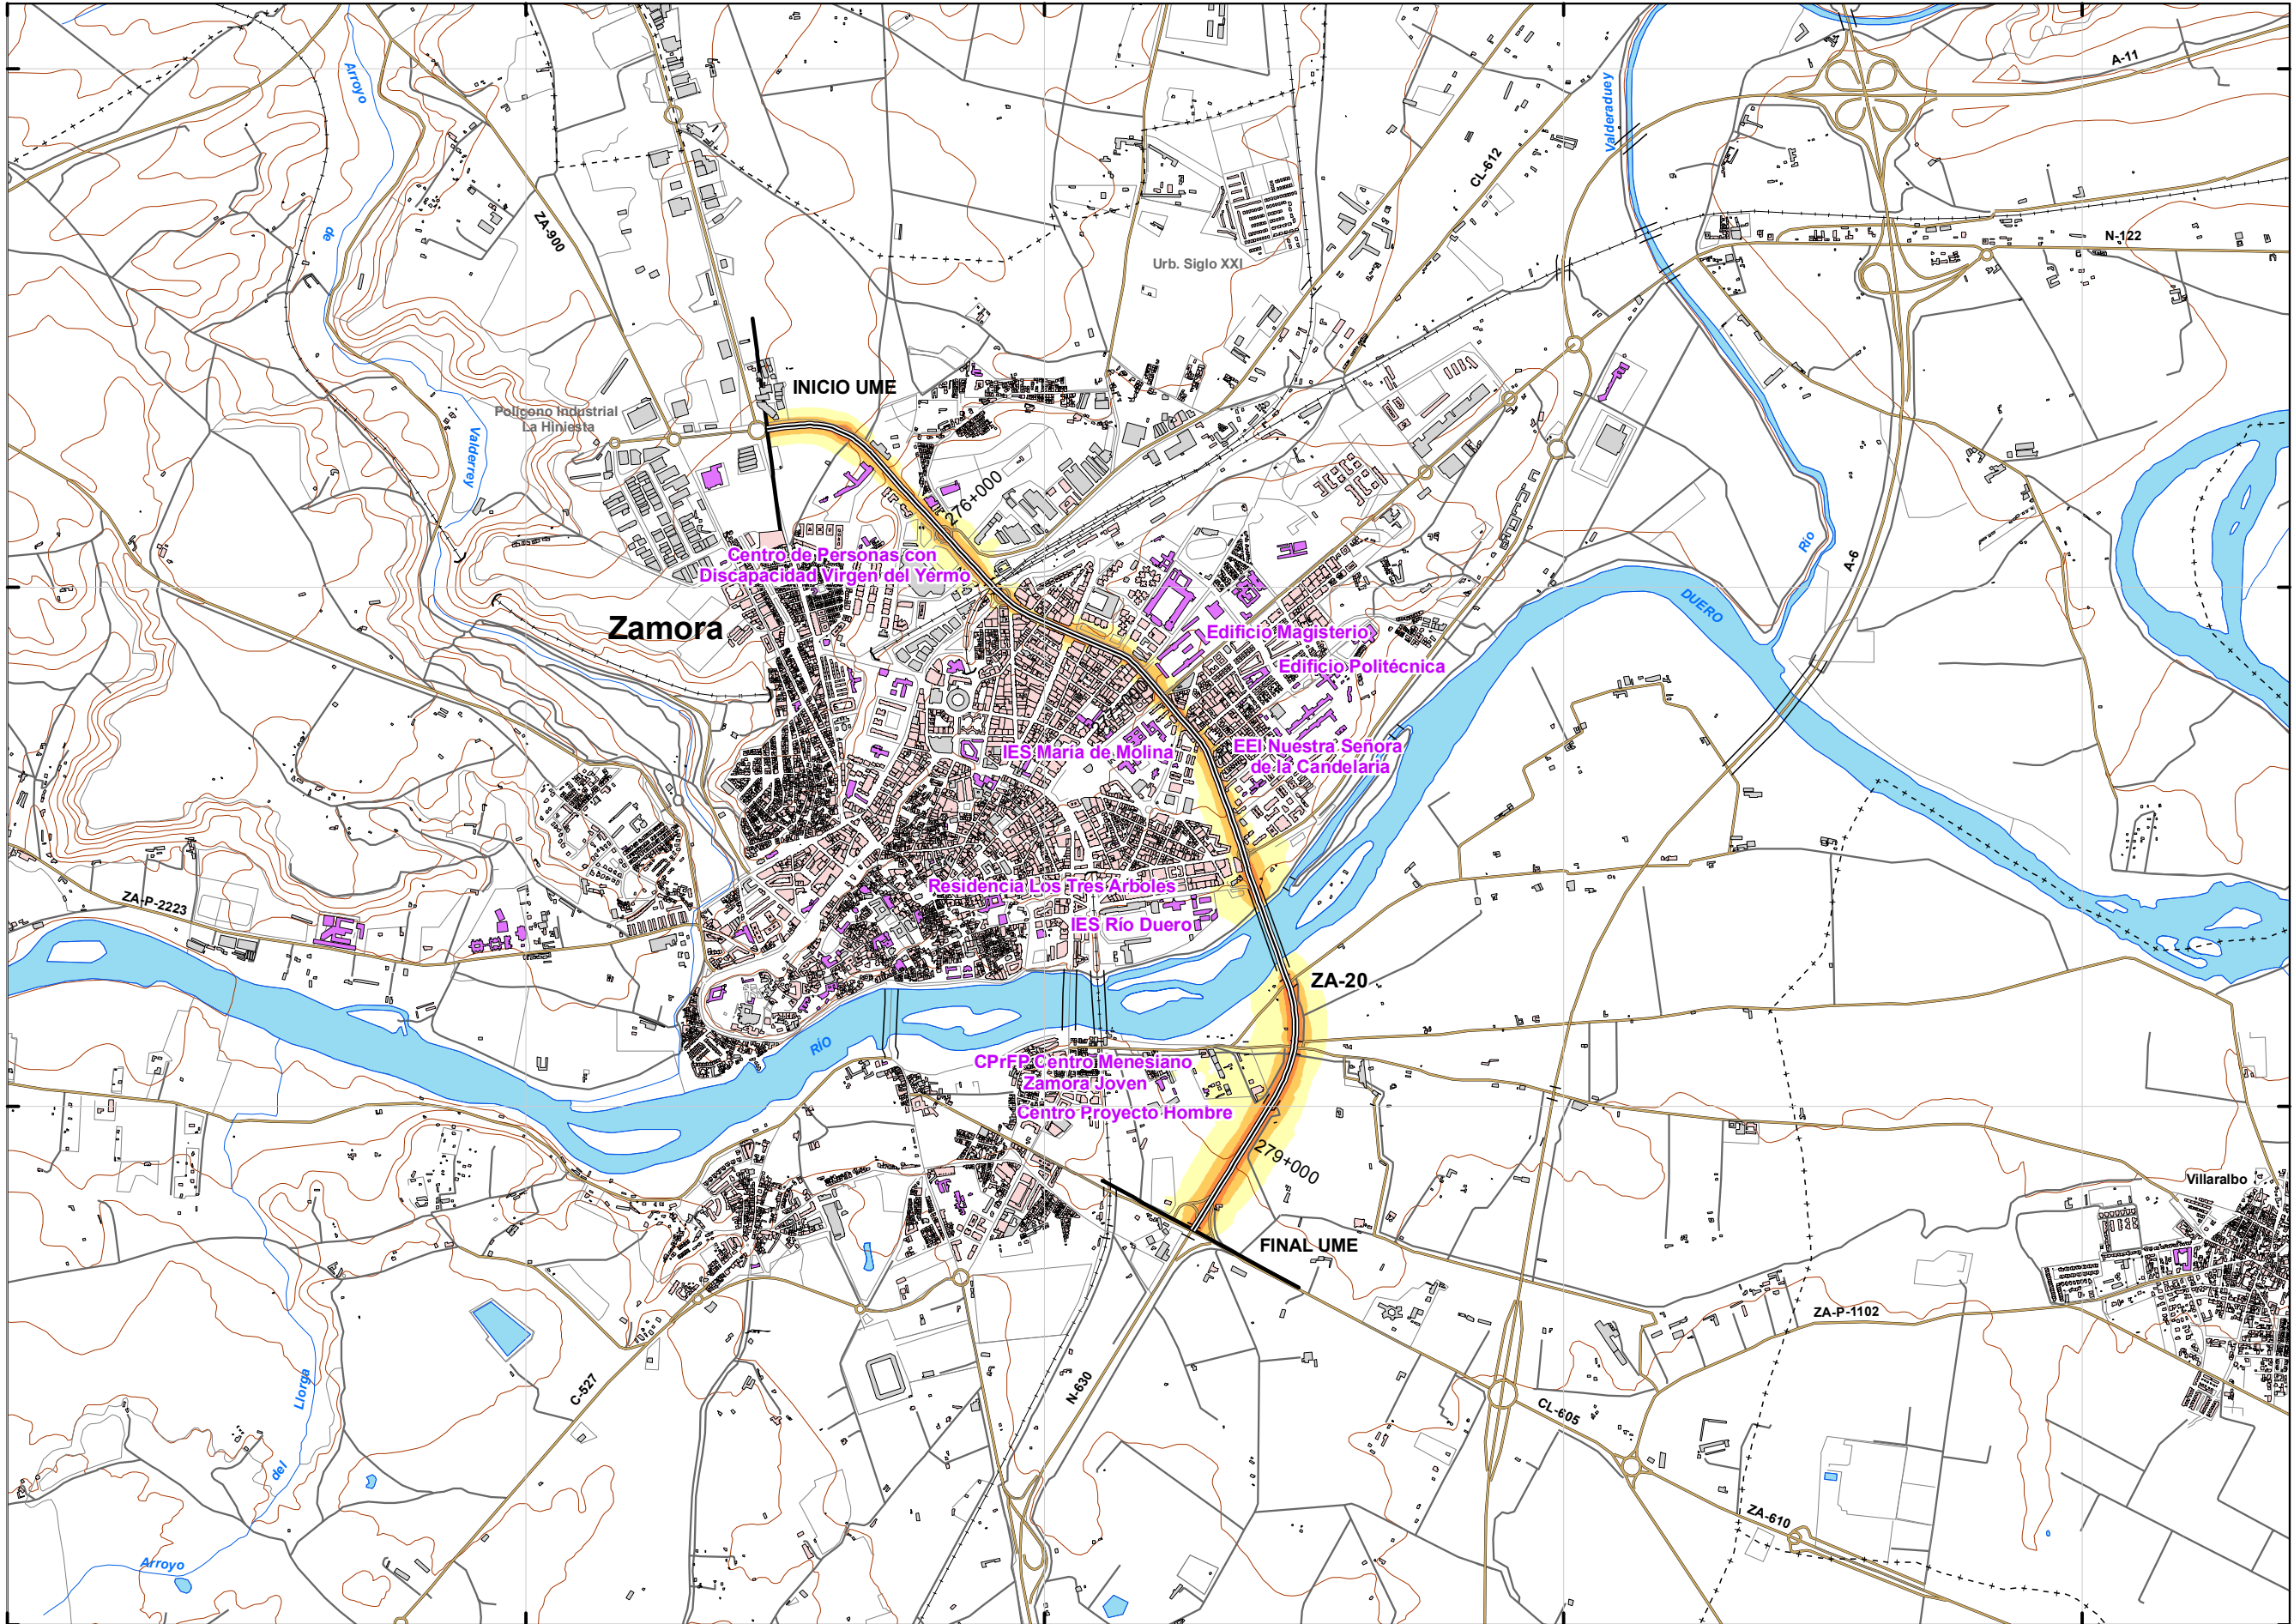 A-11
Arroyo
de
Valderaduey
CL-612
ZA-900
N-122
Urb. Siglo XXI
INICIO UME
Polígono Industrial
La Hiniesta
Valderrey
276+000
Río
A-6
Centro de Personas con
Discapacidad Virgen del Yermo
DUERO
Zamora
Edificio Magisterio
Edificio Politécnica
IES María de Molina
EEI Nuestra Señora
de la Candelaria
Residencia Los Tres Arboles
ZA-P-2223
IES Río Duero
ZA-20
RÍO
CPrFP Centro Menesiano
Zamora Joven
Centro Proyecto Hombre
279+000
Villaralbo
FINAL UME
ZA-P-1102
Llorga
C-527
N-630
CL-605
del
ZA-610
Arroyo